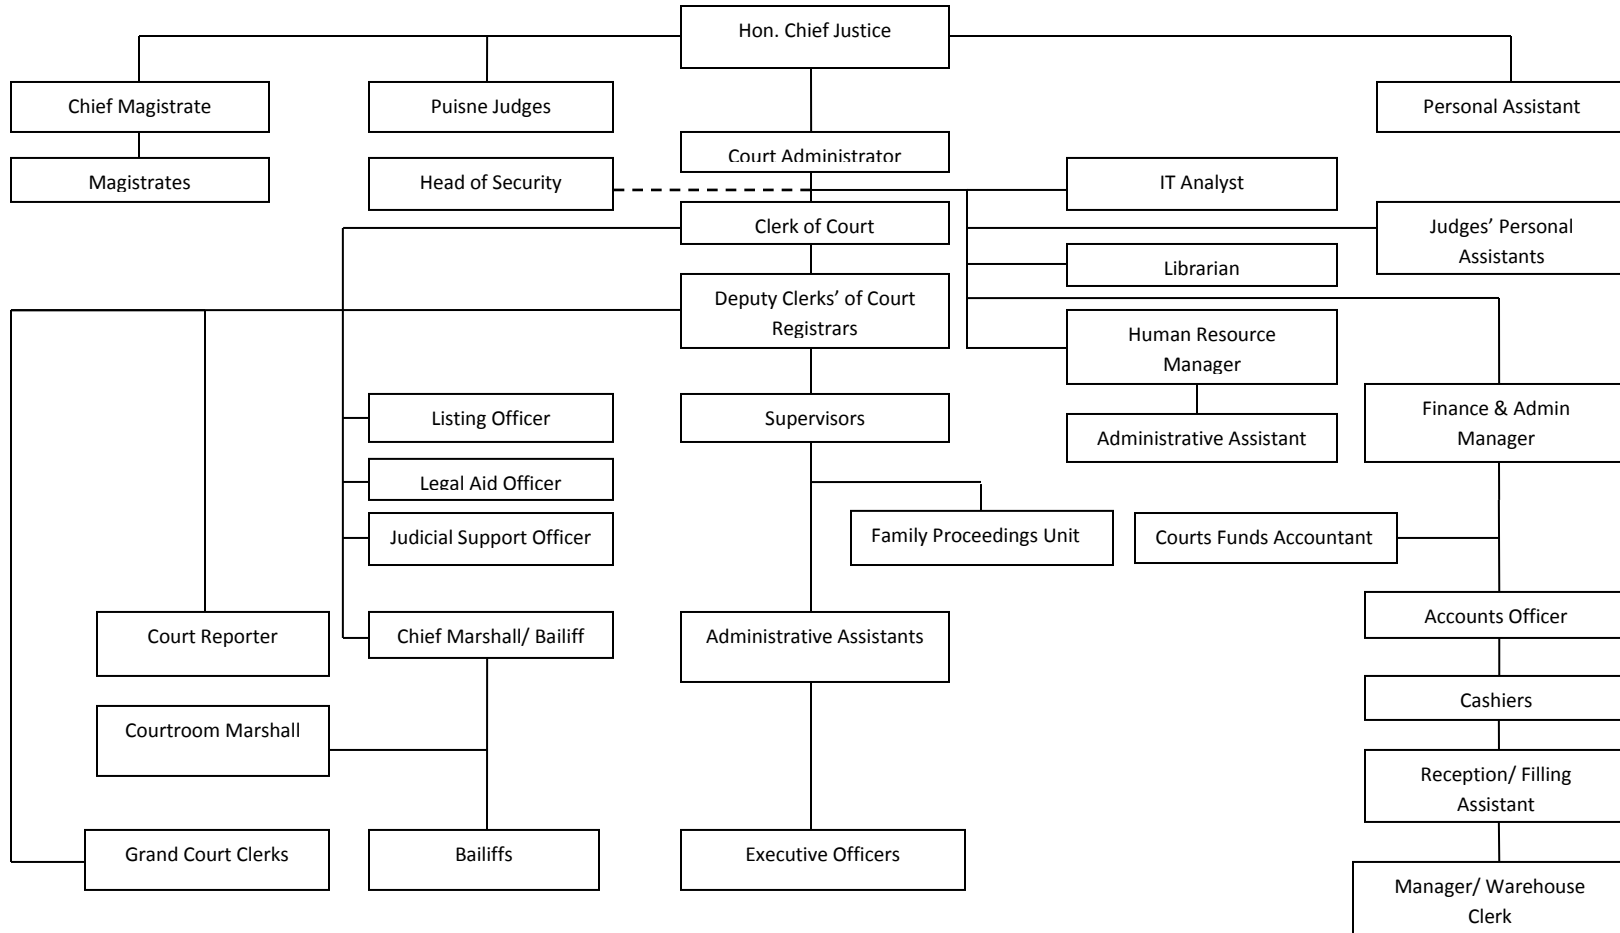 Hon. Chief Justice
Chief Magistrate
Puisne Judges
Personal Assistant
Court Administrator
Magistrates
Head of Security
IT Analyst
Clerk of Court
Judges’ Personal
Assistants
Librarian
Deputy Clerks’ of Court
Registrars
Human Resource
Manager
Listing Officer
Supervisors
Administrative Assistant
Finance & Admin
Manager
Legal Aid Officer
Judicial Support Officer
Family Proceedings Unit
Courts Funds Accountant
Accounts Officer
Court Reporter
Chief Marshall/ Bailiff
Administrative Assistants
Cashiers
Courtroom Marshall
Reception/ Filling
Assistant
Grand Court Clerks
Bailiffs
Executive Officers
Manager/ Warehouse
Clerk